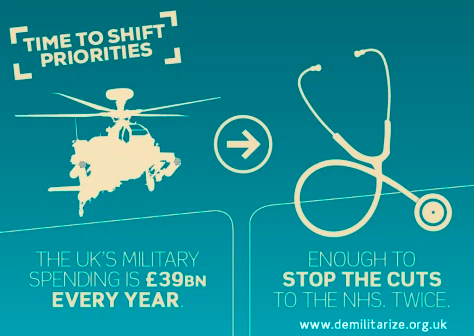 TIME TO SHIFT
PRIORITIES
THE UK'S MILITARY
SPENDING IS £39BN
EVERY YEAR.
ENOUGH TO
STOP THE CUTS
TO THE NHS. TWICE.
www.demilitarize.org.uk